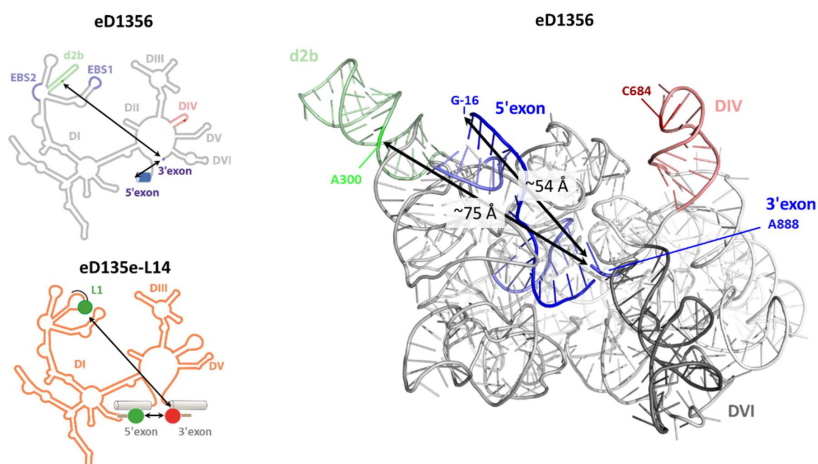 eD1356
d2b
EBS2
EBS1
DIII
DII
DIV
DI
DV
DVI
3'exon
5'exon
eD135e-L14
L1
DIII
DI
DV
DVI
5'exon
3'exon
eD1356
d2b
G-16
5'exon
C684
DIV
A300
~54 Å
~75 Å
3'exon
A888
DVI